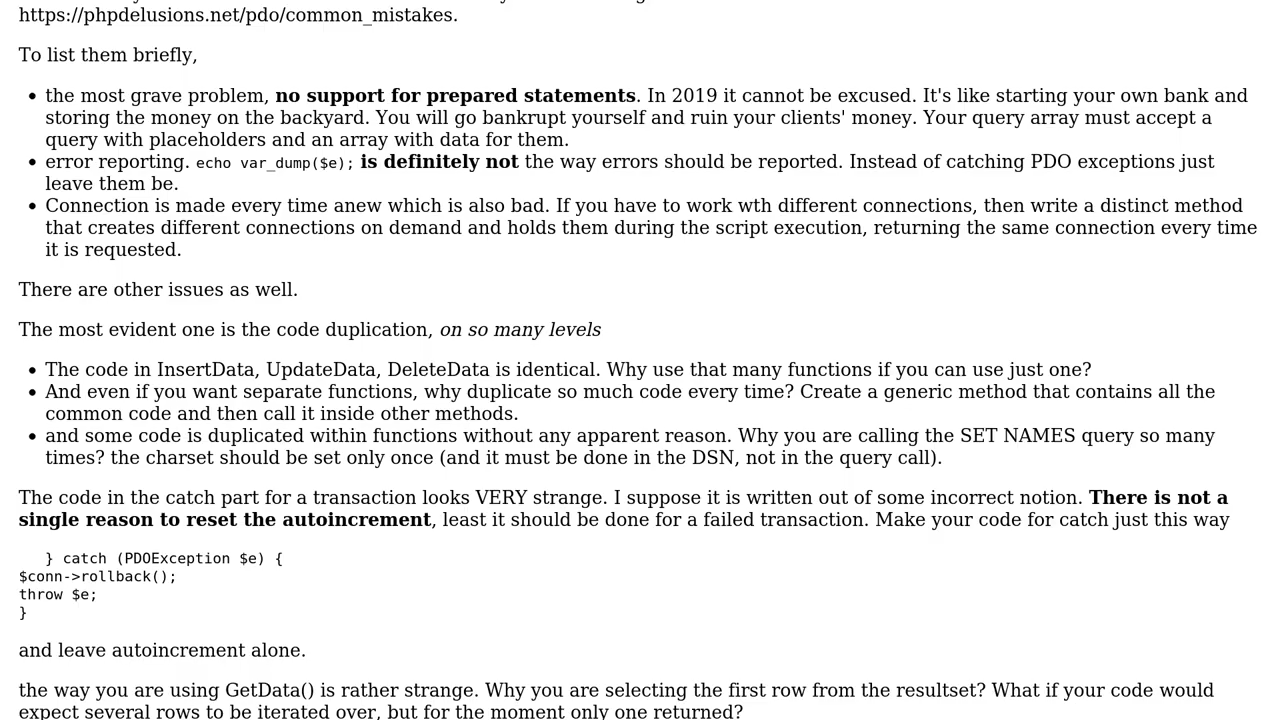 https://phpdelusions.net/pdo/common_mistakes.
To list them briefly,
the most grave problem, no support for prepared statements. In 2019 it cannot be excused. It's like starting your own bank and
storing the money on the backyard. You will go bankrupt yourself and ruin your clients' money. Your query array must accept a
query with placeholders and an array with data for them.
error reporting. echo var_dump($e); is definitely not the way errors should be reported. Instead of catching PDO exceptions just
leave them be.
Connection is made every time anew which is also bad. If you have to work wth different connections, then write a distinct method
that creates different connections on demand and holds them during the script execution, returning the same connection every time
it is requested.
There are other issues as well.
The most evident one is the code duplication, on so many levels
The code in InsertData, UpdateData, DeleteData is identical. Why use that many functions if you can use just one?
And even if you want separate functions, why duplicate so much code every time? Create a generic method that contains all the
common code and then call it inside other methods.
and some code is duplicated within functions without any apparent reason. Why you are calling the SET NAMES query so many
times? the charset should be set only once (and it must be done in the DSN, not in the query call).
The code in the catch part for a transaction looks VERY strange. I suppose it is written out of some incorrect notion. There is not a
single reason to reset the autoincrement, least it should be done for a failed transaction. Make your code for catch just this way
} catch (PDOException $e) {
$conn->rollback();
throw $e;
}
and leave autoincrement alone.
the way you are using GetData() is rather strange. Why you are selecting the first row from the resultset? What if your code would
expect several rows to be iterated over, but for the moment only one returned?